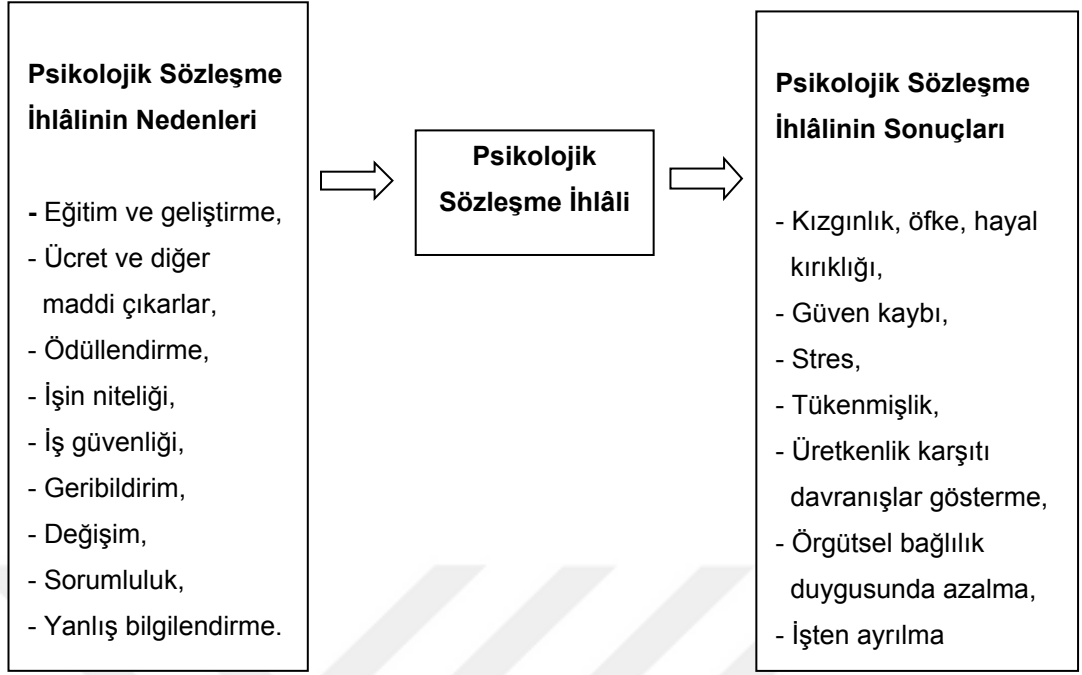 Psikolojik Sözleşme
İhlâlinin Nedenleri
- Eğitim ve geliştirme,
- Ücret ve diğer
maddi çıkarlar,
- Ödüllendirme,
- İşin niteliği,
- İş güvenliği,
- Geribildirim,
- Değişim,
- Sorumluluk,
- Yanlış bilgilendirme.
Psikolojik
Sözleşme İhlâli
Psikolojik Sözleşme
İhlâlinin Sonuçları
- Kızgınlık, öfke, hayal
kırıklığı,
- Güven kaybı,
- Stres,
- Tükenmişlik,
- Üretkenlik karşıtı
davranışlar gösterme,
- Örgütsel bağlılık
duygusunda azalma,
- İşten ayrılma